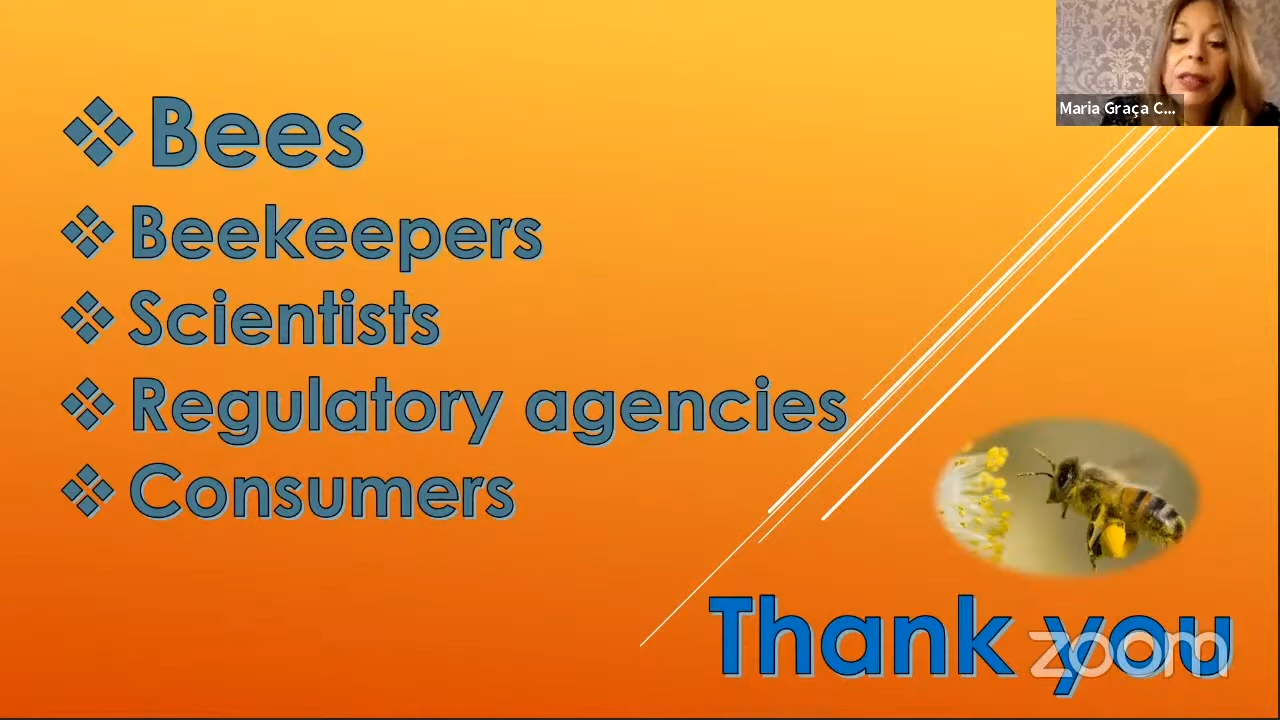 Maria Graça C...
Bees
Beekeepers
Scientists
Regulatory agencies
Consumers
Thank you
zoom